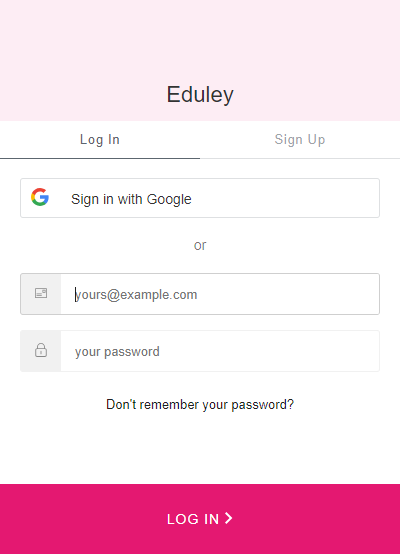 Eduley
Log In
Sign Up
Sign in with Google
or
yours@example.com
your password
Don't remember your password?
LOG IN